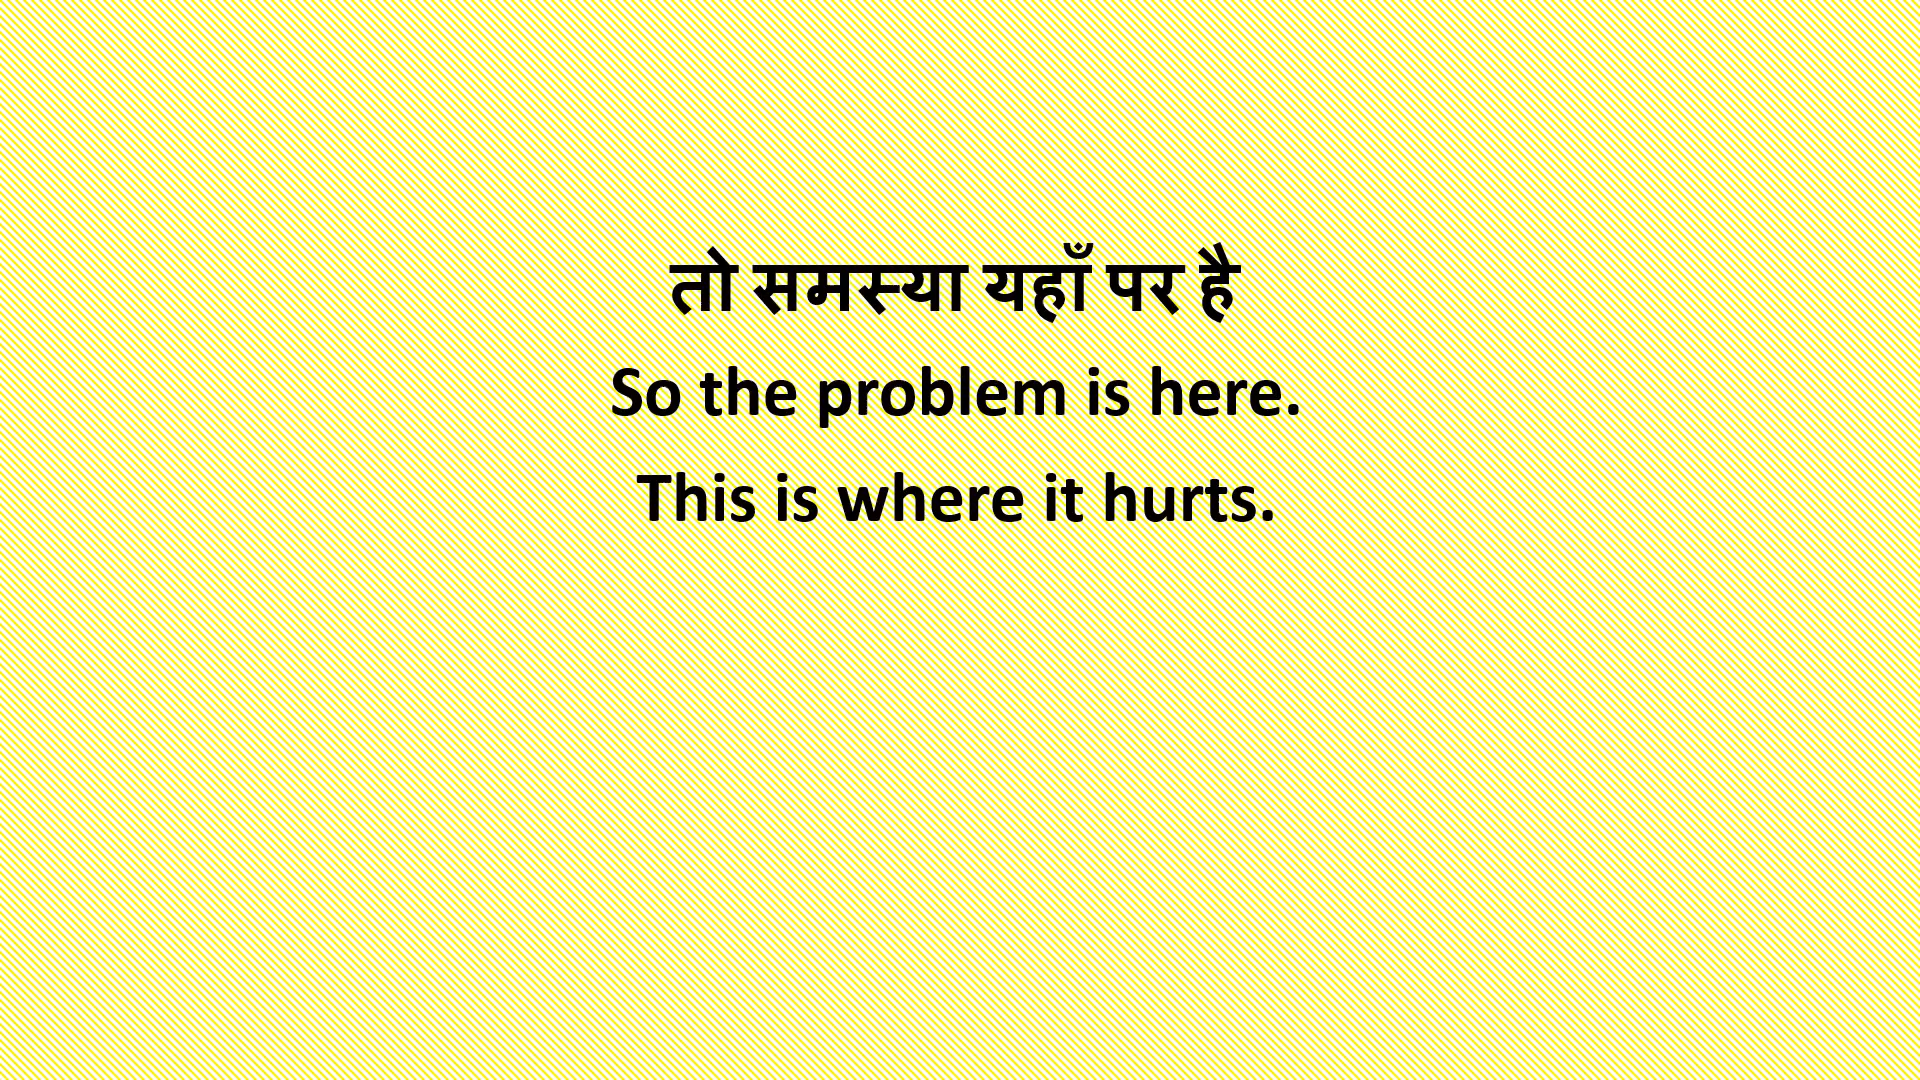 तो समस्या यहाँ पर है
So the problem is here.
This is where it hurts.